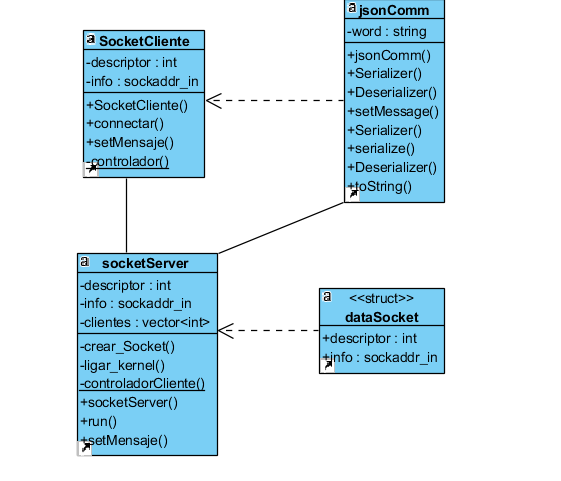 a SocketCliente
-descriptor : int
-info : sockaddr_in
+SocketCliente()
+connectar()
+setMensaje()
-controlador()
a jsonComm
-word : string
+jsonComm()
+Serializer()
+Deserializer()
+setMessage()
+Serializer()
+serialize()
+Deserializer()
+toString()
a socketServer
-descriptor : int
-info : sockaddr_in
-clientes : vector<int>
-crear_Socket()
-ligar_kernel()
-controladorCliente()
+socketServer()
+run()
+setMensaje()
a <<struct>>
dataSocket
+descriptor : int
+info : sockaddr_in